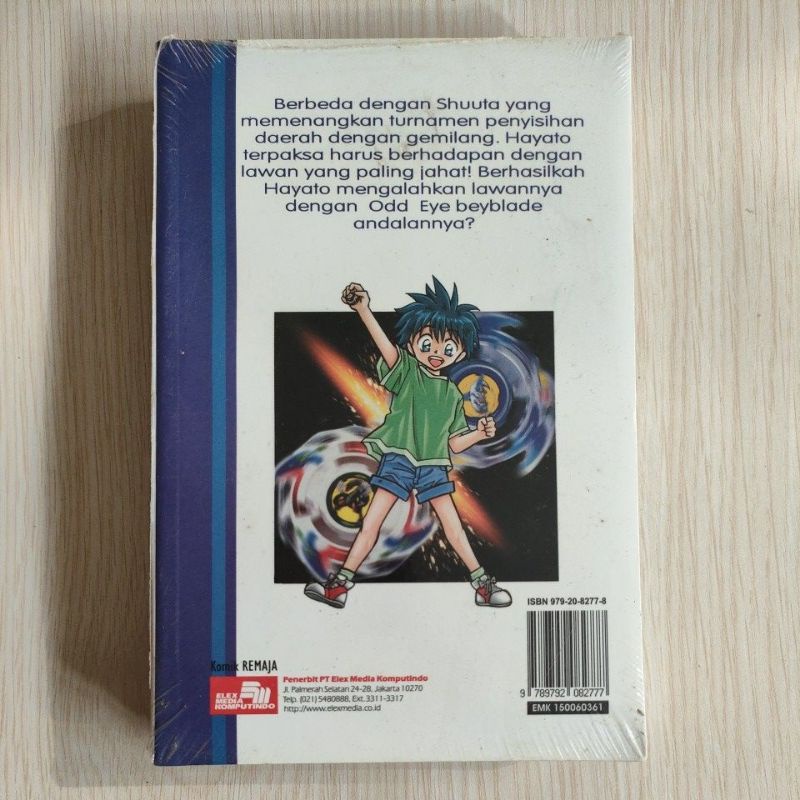 Berbeda dengan Shuuta yang
memenangkan turnamen penyisihan
daerah dengan gemilang. Hayato
terpaksa harus berhadapan dengan
lawan yang paling jahat! Berhasilkah
Hayato mengalahkan lawannya
dengan Odd Eye beyblade
andalannya?
ISBN 979-20-8277-8
9 789792 082777
EMK 150060361
Komik REMAJA
ELEX
MEDIA
KOMPUTINDO
Penerbit PT Elex Media Komputindo
Jl. Palmerah Selatan 24-28, Jakarta 10270
Telp. (021) 5480888, Ext. 3311-3317
http://www.elexmedia.co.id